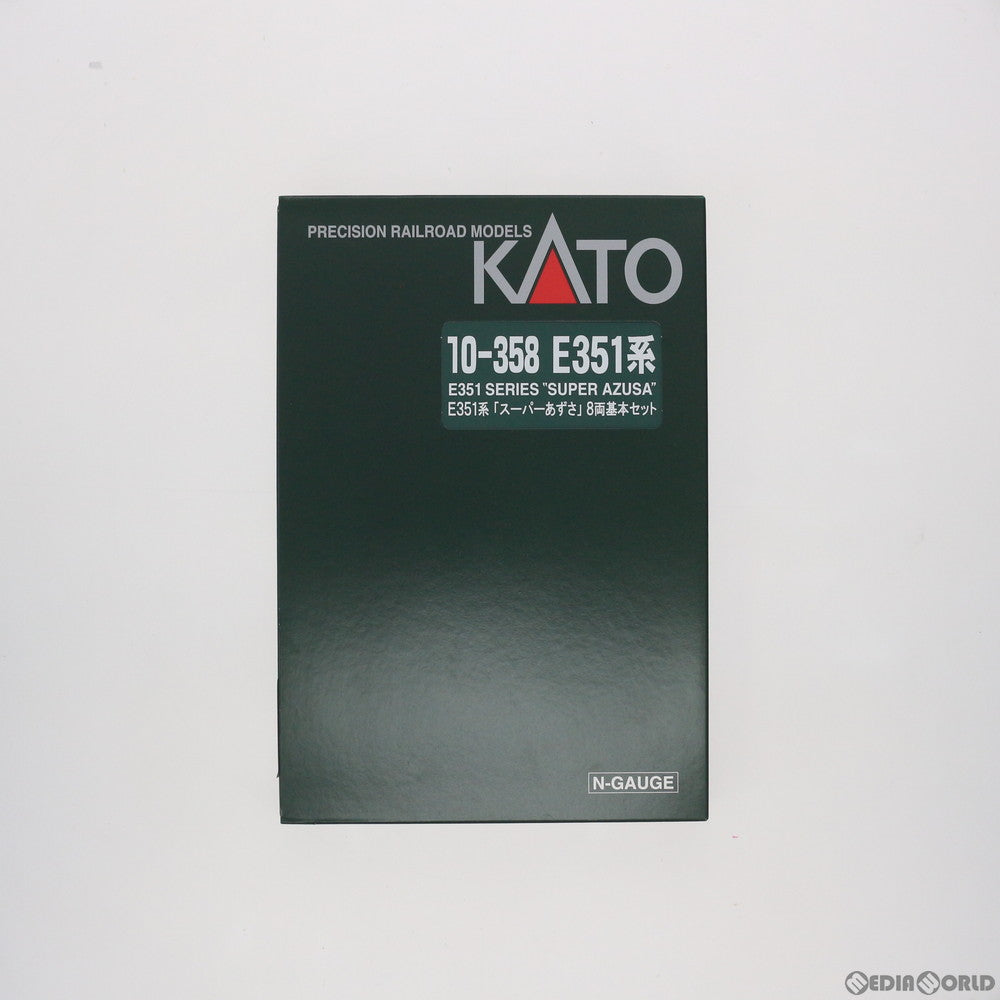 PRECISION RAILROAD MODELS
KATO
10-358 E351系
E351 SERIES "SUPER AZUSA"
E351系「スーパーあずさ」8両基本セット
N-GAUGE
MEDIAWORLD